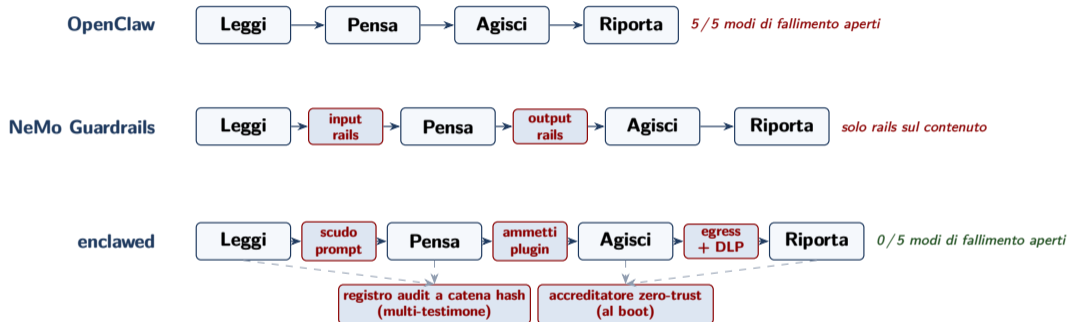 OpenClaw
Leggi
Pensa
Agisci
Riporta
5/5 modi di fallimento aperti
NeMo Guardrails
Leggi
input
rails
Pensa
output
rails
Agisci
Riporta
solo rails sul contenuto
enclawed
Leggi
scudo
prompt
Pensa
ammetti
plugin
Agisci
egress
+ DLP
Riporta
0/5 modi di fallimento aperti
registro audit a catena hash
(multi-testimone)
accreditatore zero-trust
(al boot)